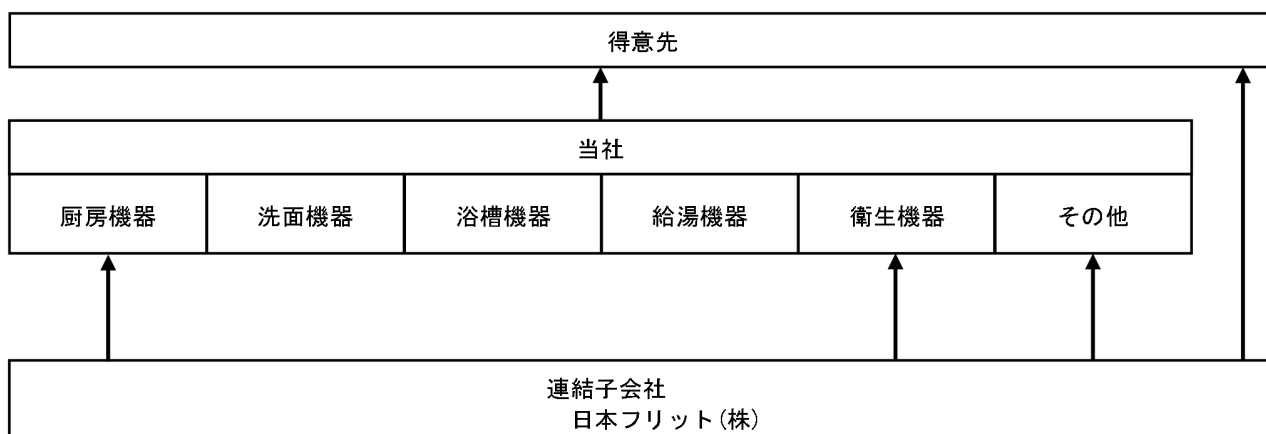 得意先
当社
厨房機器
洗面機器
浴槽機器
給湯機器
衛生機器
その他
連結子会社
日本フリット(株)